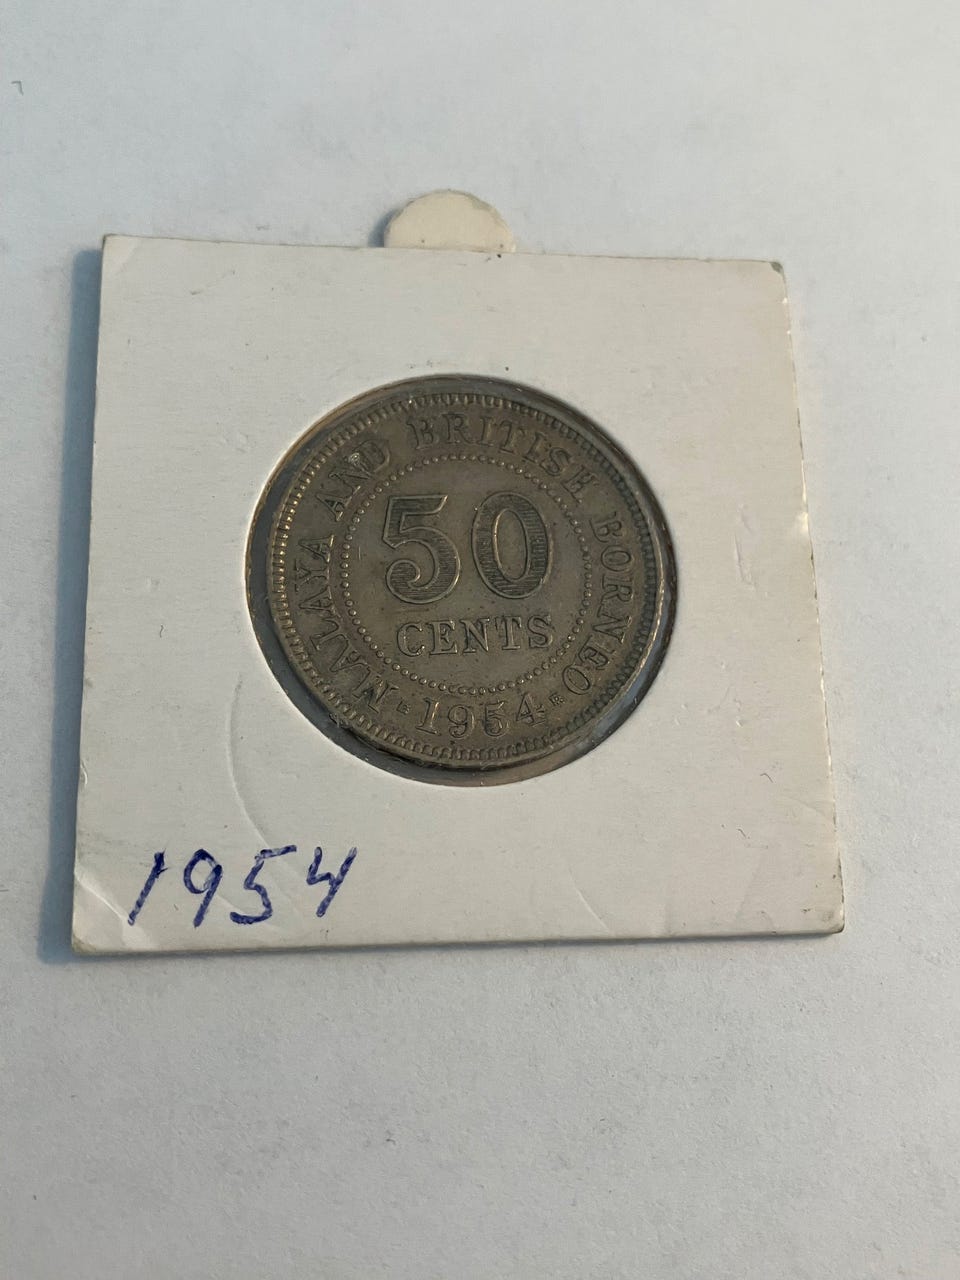 MALAYA AND BRITISH BORNEO
50
CENTS
1954
1954